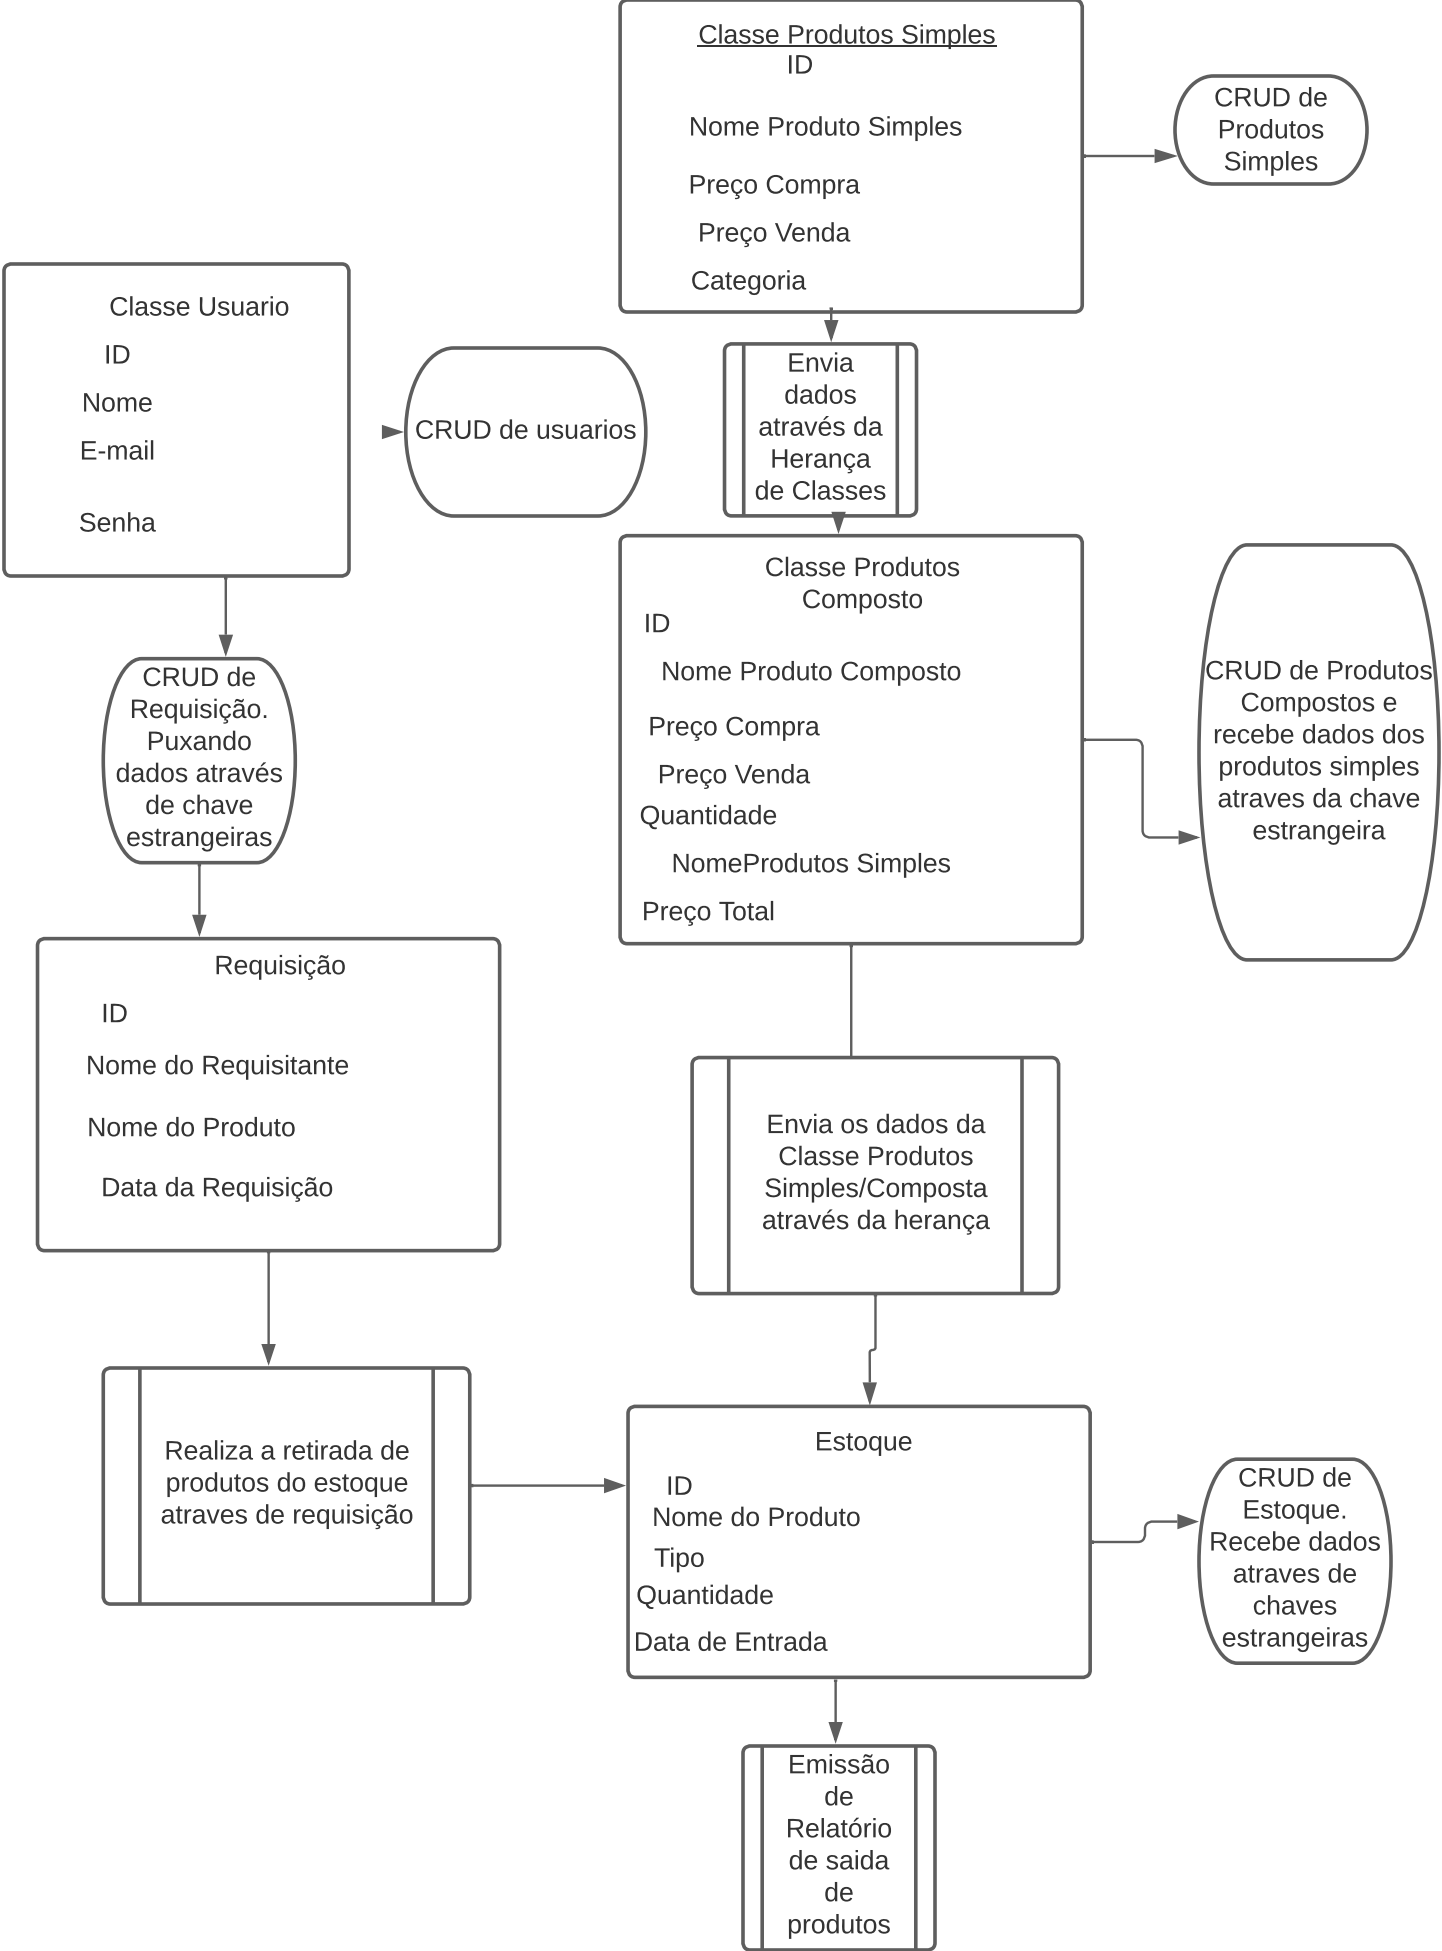 Classe Produtos Simples
ID
Nome Produto Simples
Preço Compra
Preço Venda
Categoria
CRUD de
Produtos
Simples
Classe Usuario
ID
Nome
E-mail
Senha
CRUD de usuarios
Envia
dados
através da
Herança
de Classes
Classe Produtos
Composto
ID
Nome Produto Composto
Preço Compra
Preço Venda
Quantidade
NomeProdutos Simples
Preço Total
CRUD de Produtos
Compostos e
recebe dados dos
produtos simples
atraves da chave
estrangeira
CRUD de
Requisição.
Puxando
dados através
de chave
estrangeiras
Requisição
ID
Nome do Requisitante
Nome do Produto
Data da Requisição
Envia os dados da
Classe Produtos
Simples/Composta
através da herança
Realiza a retirada de
produtos do estoque
atraves de requisição
Estoque
ID
Nome do Produto
Tipo
Quantidade
Data de Entrada
CRUD de
Estoque.
Recebe dados
atraves de
chaves
estrangeiras
Emissão
de
Relatório
de saida
de
produtos